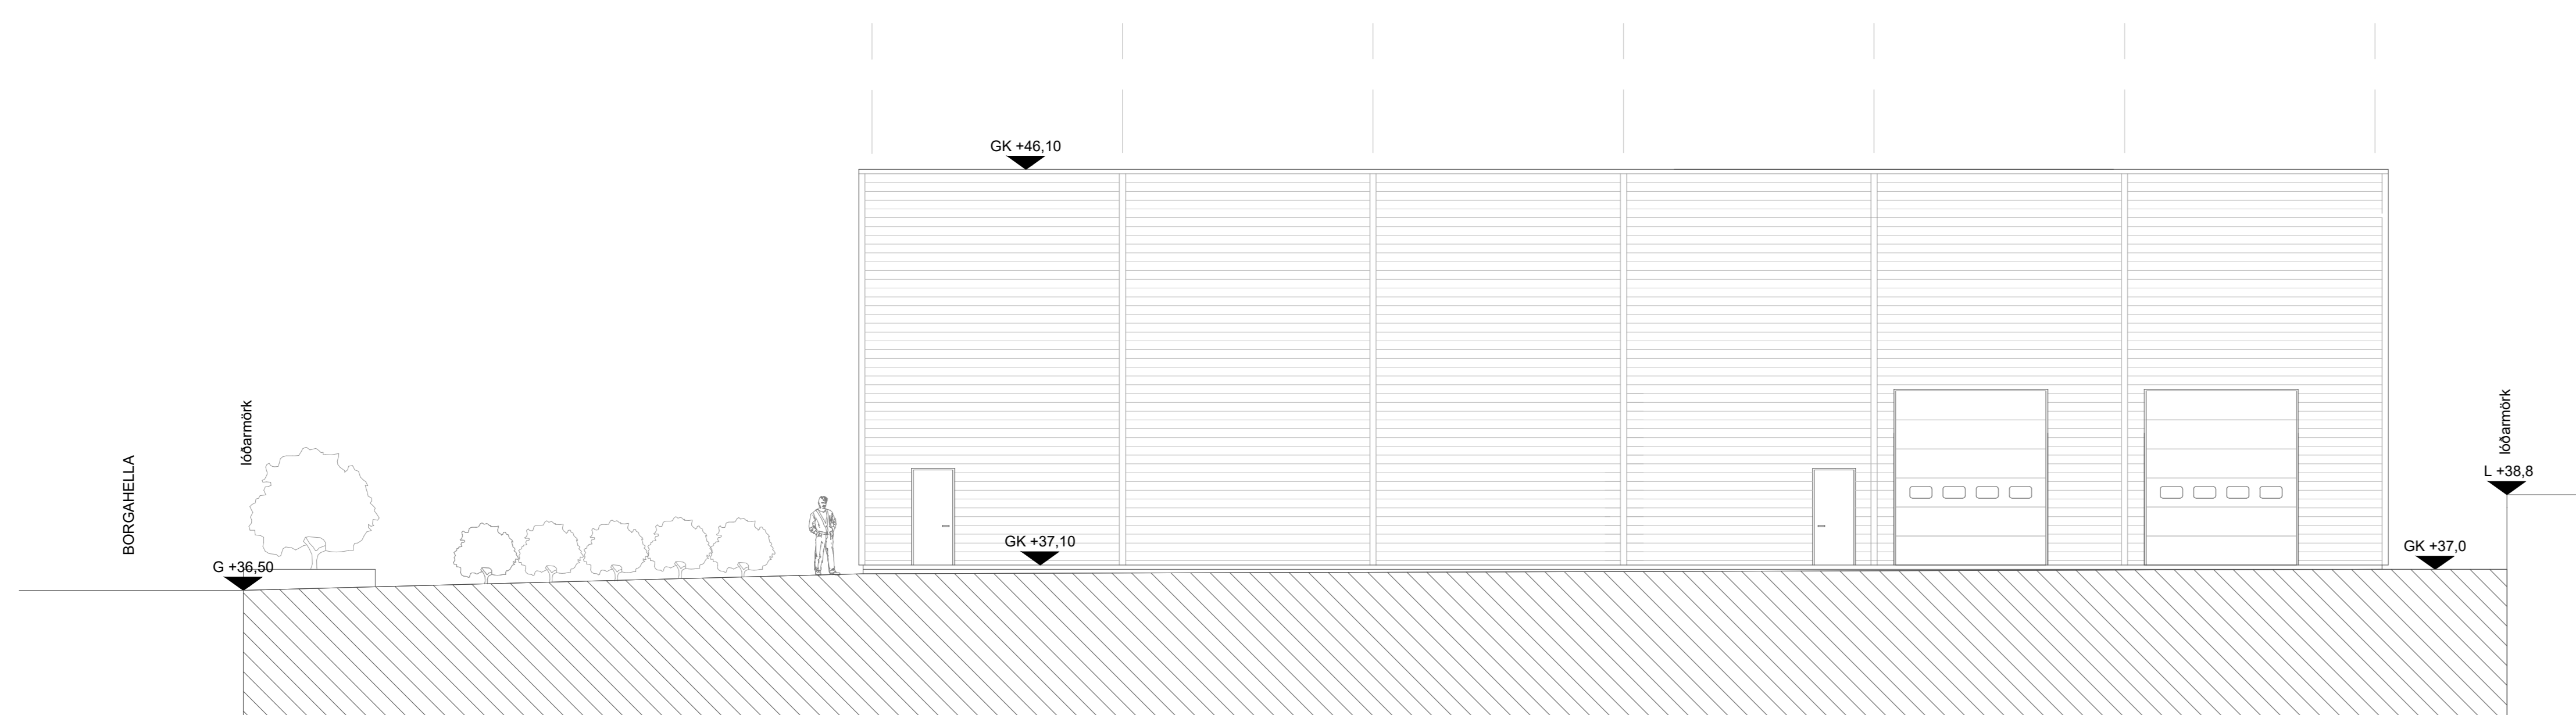 GK +46,10
lóðarmörk
lóðarmörk
BORGAHELLA
L +38,8
GK +37,10
GK +37,0
G +36,50